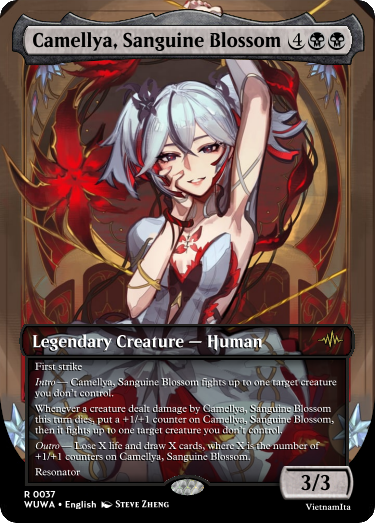 Camellya, Sanguine Blossom 4
Legendary Creature — Human
First strike
Intro — Camellya, Sanguine Blossom fights up to one target creature
you don't control.
Whenever a creature dealt damage by Camellya, Sanguine Blossom
this turn dies, put a +1/+1 counter on Camellya, Sanguine Blossom,
then it fights up to one target creature you don't control.
Outro — Lose X life and draw X cards, where X is the number of
+1/+1 counters on Camellya, Sanguine Blossom.
Resonator
3/3
R 0037
WUWA • English STEVE ZHENG
VietnamIta